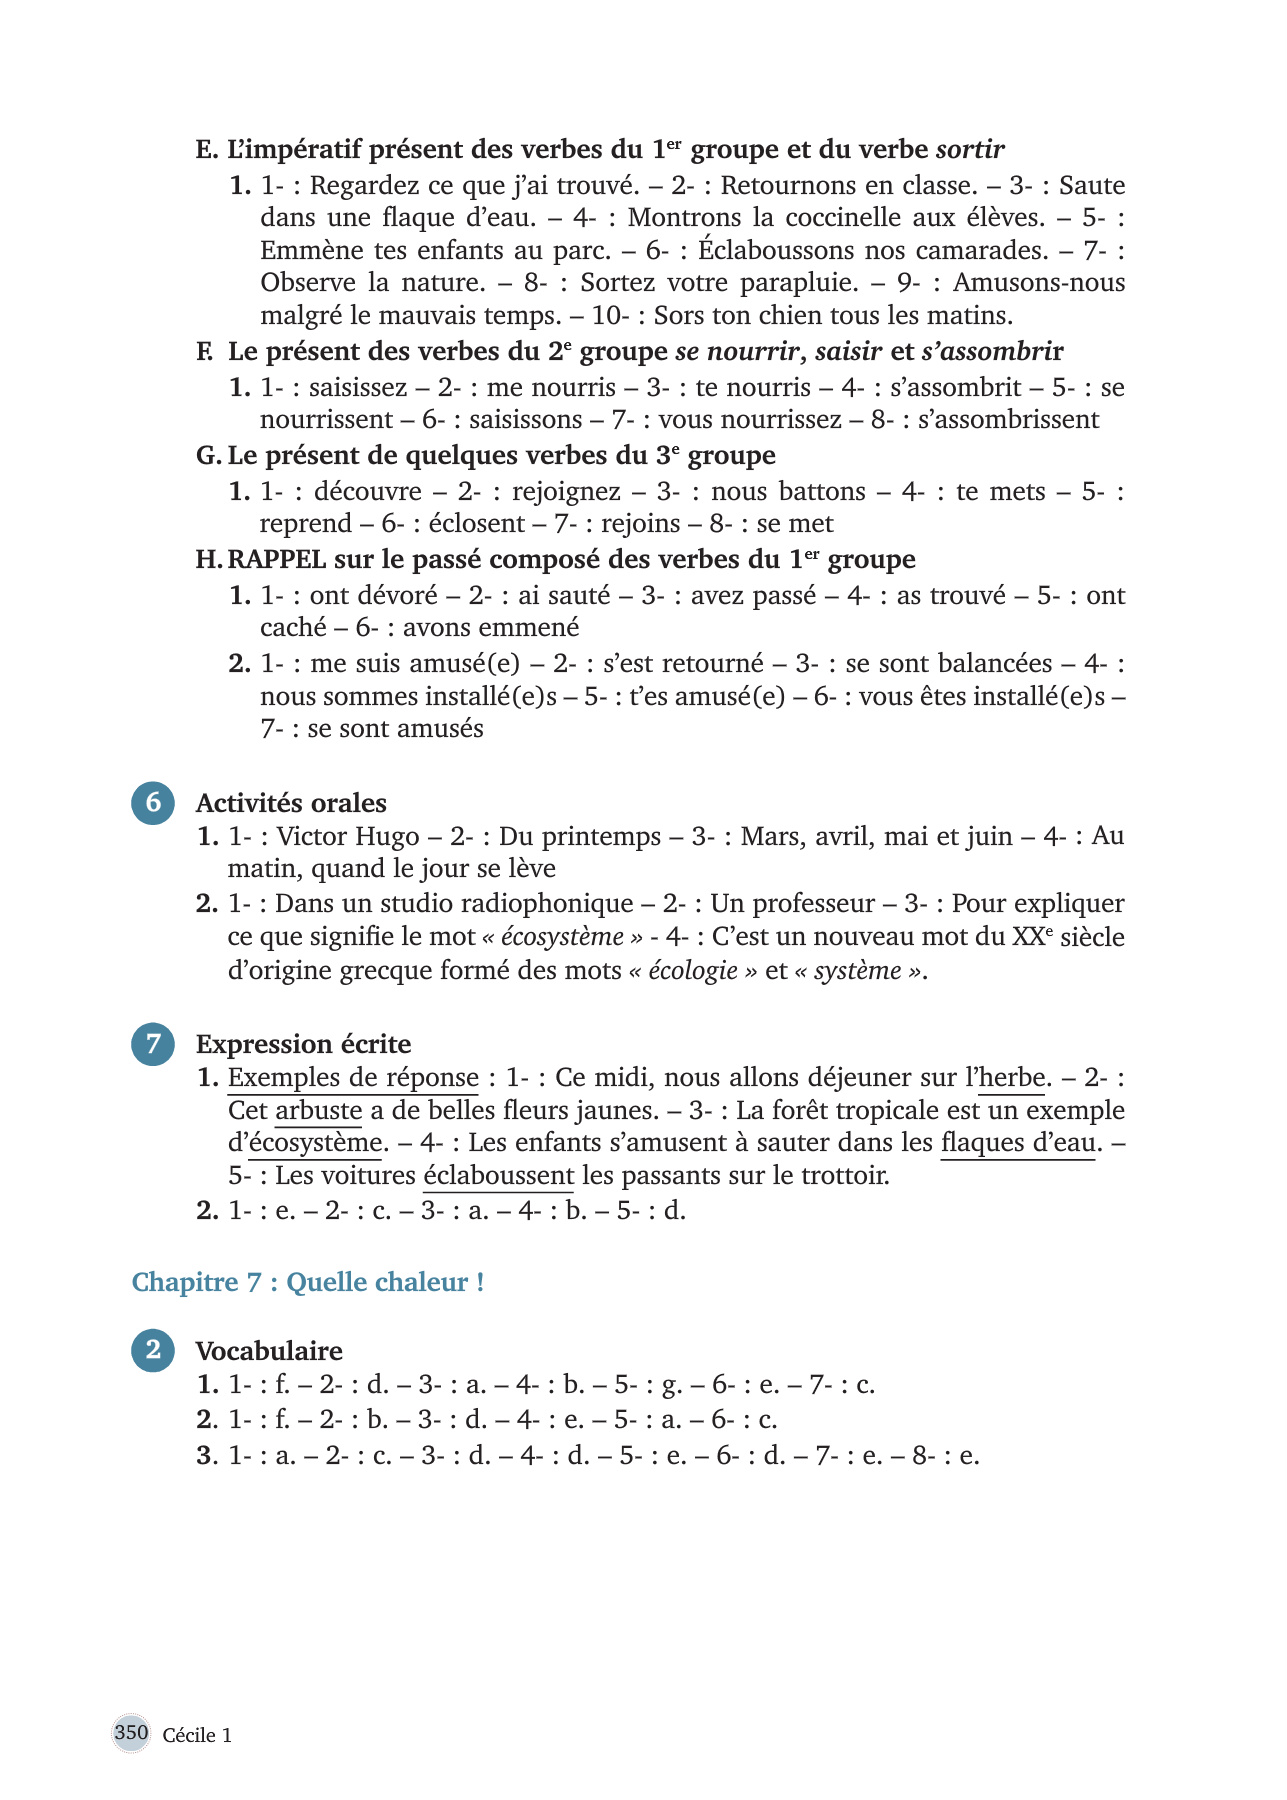 E. L’impératif présent des verbes du 1er groupe et du verbe sortir
1. 1- : Regardez ce que j’ai trouvé. – 2- : Retournons en classe. – 3- : Saute
dans une flaque d’eau. – 4- : Montrons la coccinelle aux élèves. – 5- :
Emmène tes enfants au parc. – 6- : Éclaboussons nos camarades. – 7- :
Observe la nature. – 8- : Sortez votre parapluie. – 9- : Amusons-nous
malgré le mauvais temps. – 10- : Sors ton chien tous les matins.
F. Le présent des verbes du 2e groupe se nourrir, saisir et s’assombrir
1. 1- : saisissez – 2- : me nourris – 3- : te nourris – 4- : s’assombrit – 5- : se
nourrissent – 6- : saisissons – 7- : vous nourrissez – 8- : s’assombrissent
G. Le présent de quelques verbes du 3e groupe
1. 1- : découvre – 2- : rejoignez – 3- : nous battons – 4- : te mets – 5- :
reprend – 6- : éclosent – 7- : rejoins – 8- : se met
H. RAPPEL sur le passé composé des verbes du 1er groupe
1. 1- : ont dévoré – 2- : ai sauté – 3- : avez passé – 4- : as trouvé – 5- : ont
caché – 6- : avons emmené
2. 1- : me suis amusé(e) – 2- : s’est retourné – 3- : se sont balancées – 4- :
nous sommes installé(e)s – 5- : t’es amusé(e) – 6- : vous êtes installé(e)s –
7- : se sont amusés
6 Activités orales
1. 1- : Victor Hugo – 2- : Du printemps – 3- : Mars, avril, mai et juin – 4- : Au
matin, quand le jour se lève
2. 1- : Dans un studio radiophonique – 2- : Un professeur – 3- : Pour expliquer
ce que signifie le mot « écosystème » - 4- : C’est un nouveau mot du XXe siècle
d’origine grecque formé des mots « écologie » et « système ».
7 Expression écrite
1. Exemples de réponse : 1- : Ce midi, nous allons déjeuner sur l’herbe. – 2- :
Cet arbuste a de belles fleurs jaunes. – 3- : La forêt tropicale est un exemple
d’écosystème. – 4- : Les enfants s’amusent à sauter dans les flaques d’eau. –
5- : Les voitures éclaboussent les passants sur le trottoir.
2. 1- : e. – 2- : c. – 3- : a. – 4- : b. – 5- : d.
Chapitre 7 : Quelle chaleur !
2 Vocabulaire
1. 1- : f. – 2- : d. – 3- : a. – 4- : b. – 5- : g. – 6- : e. – 7- : c.
2. 1- : f. – 2- : b. – 3- : d. – 4- : e. – 5- : a. – 6- : c.
3. 1- : a. – 2- : c. – 3- : d. – 4- : d. – 5- : e. – 6- : d. – 7- : e. – 8- : e.
350 Cécile 1